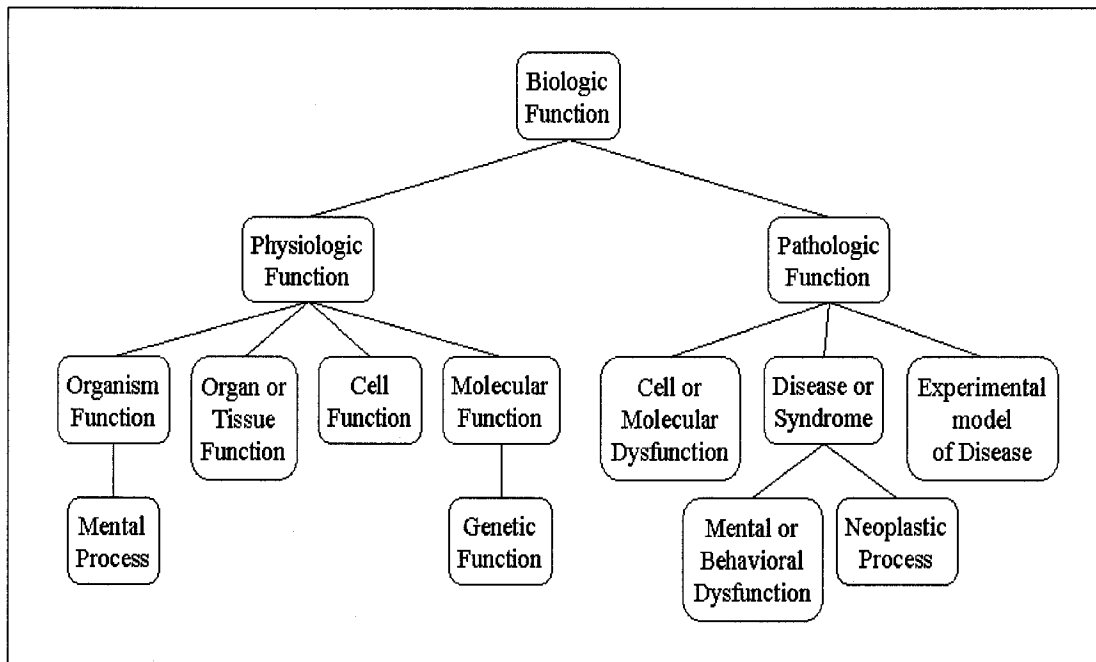 Biologic
Function
Physiologic
Function
Pathologic
Function
Organism
Function
Organ or
Tissue
Function
Cell
Function
Molecular
Function
Cell or
Molecular
Dysfunction
Disease or
Syndrome
Experimental
model
of Disease
Mental
Process
Genetic
Function
Mental or
Behavioral
Dysfunction
Neoplastic
Process